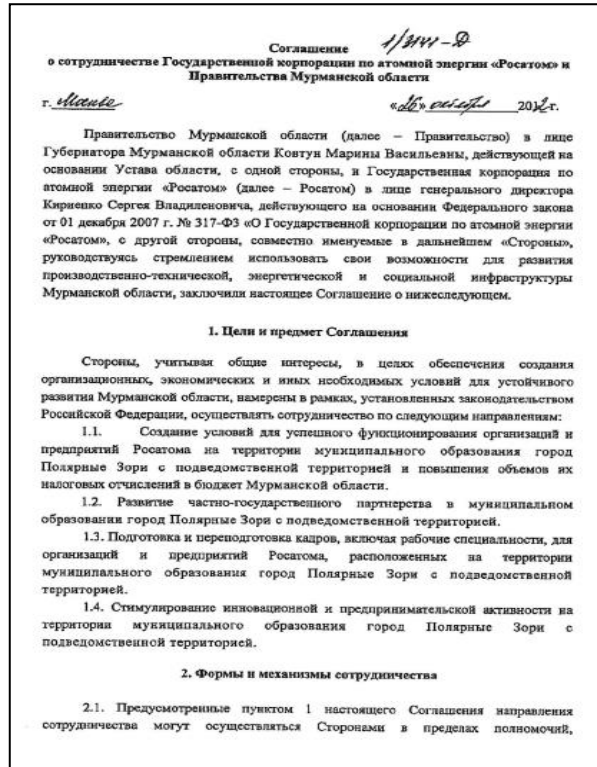 Соглашение 1/3141-Д
о сотрудничестве Государственной корпорации по атомной энергии «Росатом» и
Правительства Мурманской области
г. Москва «26» октября 2012 г.
Правительство Мурманской области (далее – Правительство) в лице
Губернатора Мурманской области Ковтун Марины Васильевны, действующей на
основании Устава области, с одной стороны, и Государственная корпорация по
атомной энергии «Росатом» (далее – Росатом) в лице генерального директора
Кириенко Сергея Владиленовича, действующего на основании Федерального закона
от 01 декабря 2007 г. № 317-ФЗ «О Государственной корпорации по атомной энергии
«Росатом», с другой стороны, совместно именуемые в дальнейшем «Стороны»,
руководствуясь стремлением использовать свои возможности для развития
производственно-технической, энергетической и социальной инфраструктуры
Мурманской области, заключили настоящее Соглашение о нижеследующем.
1. Цели и предмет Соглашения
Стороны, учитывая общие интересы, в целях обеспечения создания
организационных, экономических и иных необходимых условий для устойчивого
развития Мурманской области, намерены в рамках, установленных законодательством
Российской Федерации, осуществлять сотрудничество по следующим направлениям:
1.1. Создание условий для успешного функционирования организаций и
предприятий Росатома на территории муниципального образования город
Полярные Зори с подведомственной территорией и повышения объемов их
налоговых отчислений в бюджет Мурманской области.
1.2. Развитие частно-государственного партнерства в муниципальном
образовании город Полярные Зори с подведомственной территорией.
1.3. Подготовка и переподготовка кадров, включая рабочие специальности, для
организаций и предприятий Росатома, расположенных на территории
муниципального образования город Полярные Зори с подведомственной
территорией.
1.4. Стимулирование инновационной и предпринимательской активности на
территории муниципального образования город Полярные Зори с
подведомственной территорией.
2. Формы и механизмы сотрудничества
2.1. Предусмотренные пунктом 1 настоящего Соглашения направления
сотрудничества могут осуществляться Сторонами в пределах полномочий,